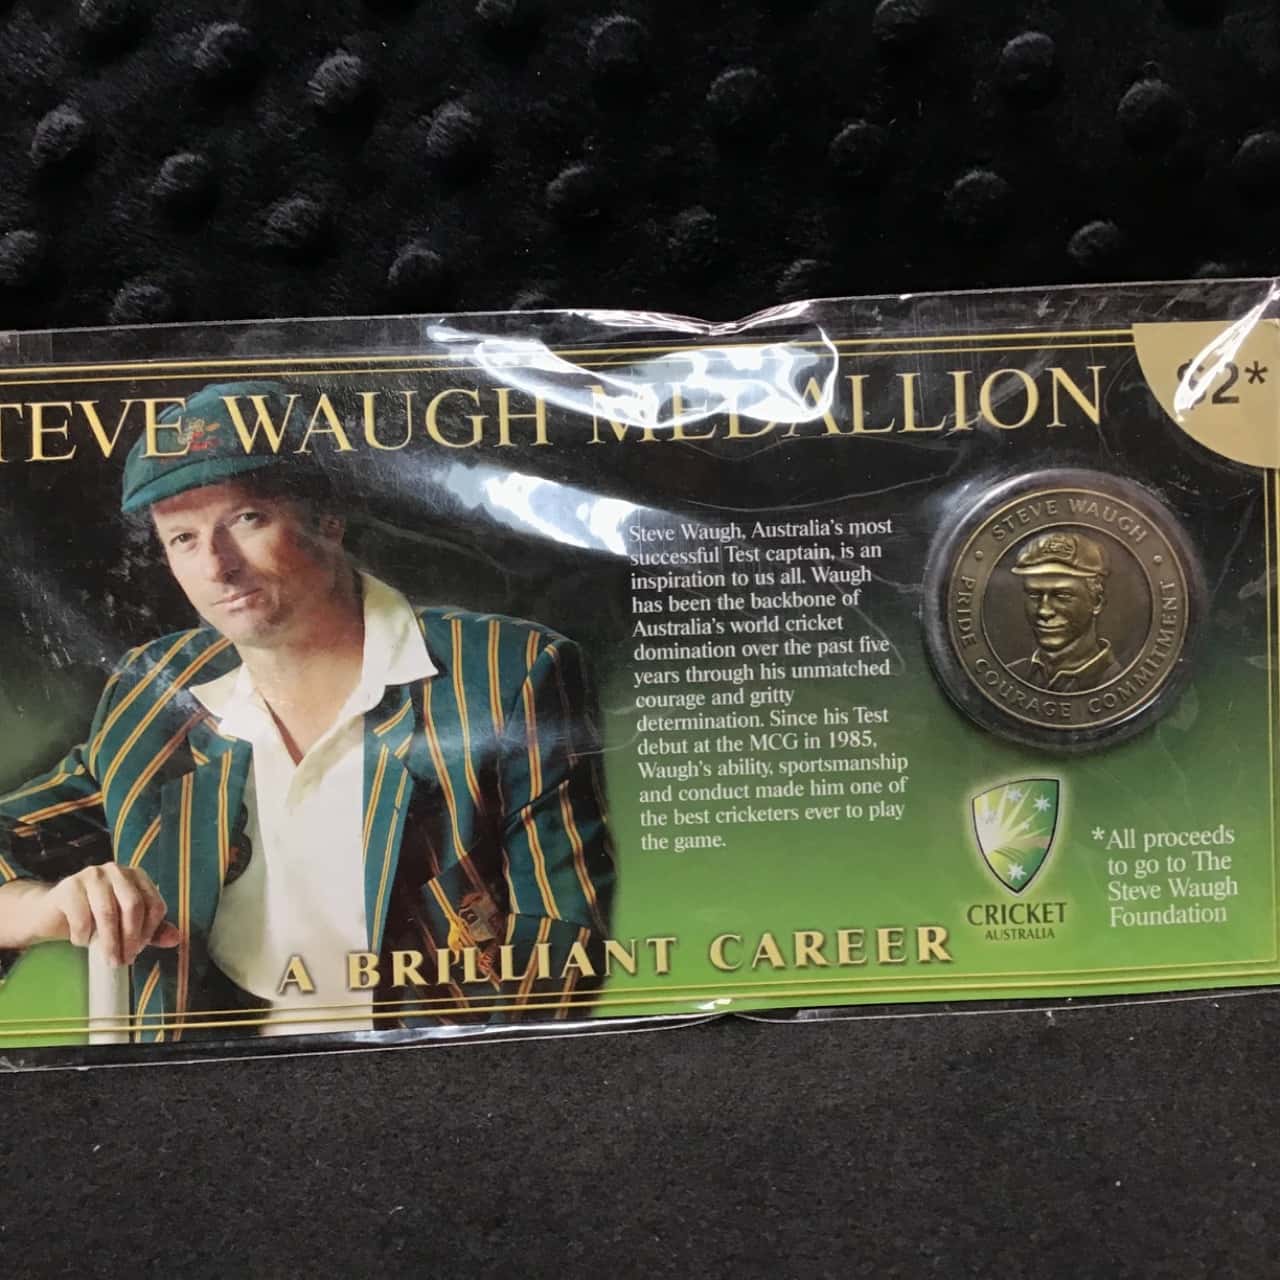 TEVE WAUGH MEDALLION
$2*
Steve Waugh, Australia's most
successful Test captain, is an
inspiration to us all. Waugh
has been the backbone of
Australia's world cricket
domination over the past five
years through his unmatched
courage and gritty
determination. Since his Test
debut at the MCG in 1985,
Waugh's ability, sportsmanship
and conduct made him one of
the best cricketers ever to play
the game.
• STEVE WAUGH •
PRIDE COURAGE COMMITMENT
CRICKET
AUSTRALIA
*All proceeds
to go to The
Steve Waugh
Foundation
A BRILLIANT CAREER